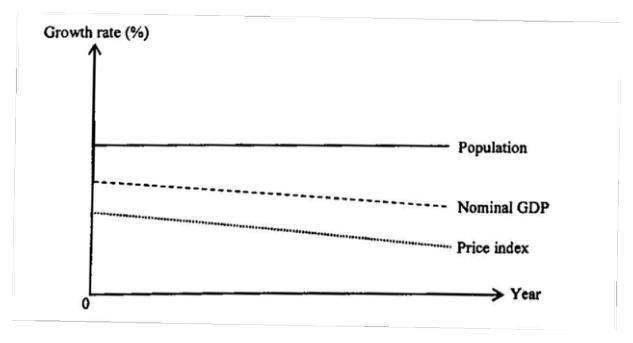 Growth rate (%)
Population
Nominal GDP
Price index
Year
0